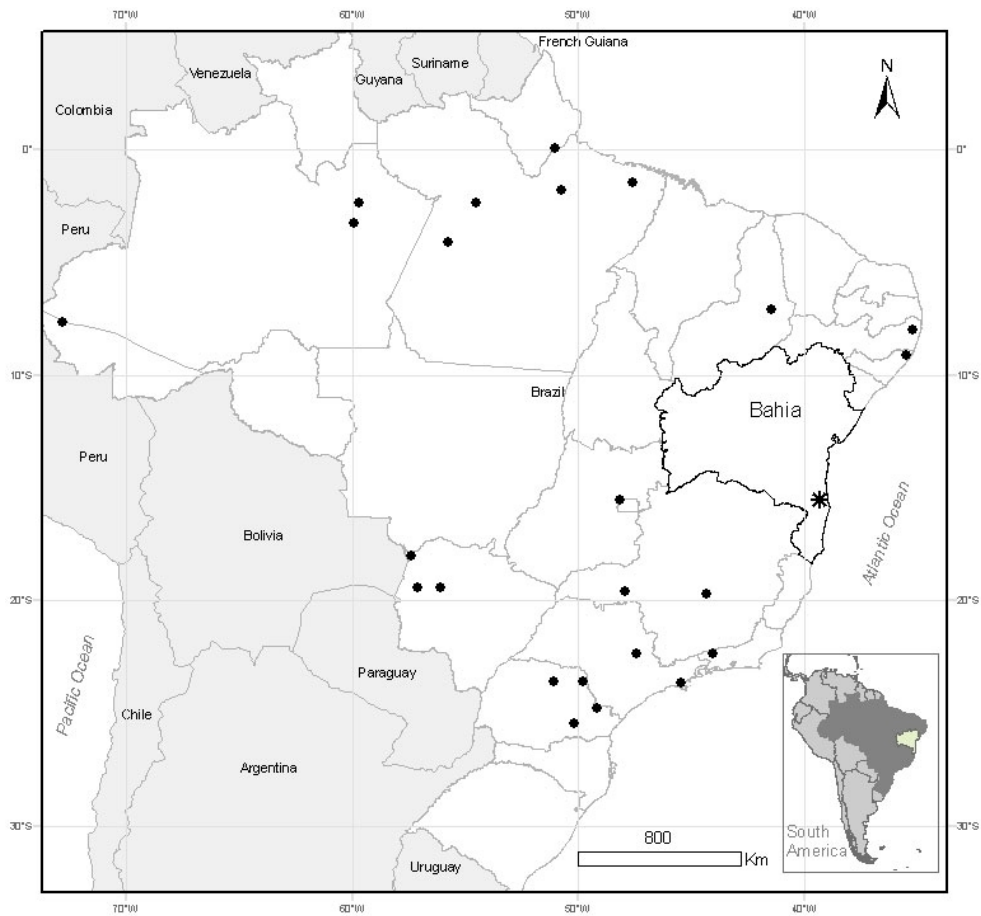 70°W 60°W 50°W 40°W
French Guiana
Suriname
Venezuela
Guyana
N
Colombia
0° 0°
Peru
10°S 10°S
Brazil
Bahia
Peru
Atlantic Ocean
Bolivia
20°S 20°S
Pacific Ocean
Paraguay
Chile
Argentina
30°S 30°S
800
Km
South
America
Uruguay
70°W 60°W 50°W 40°W